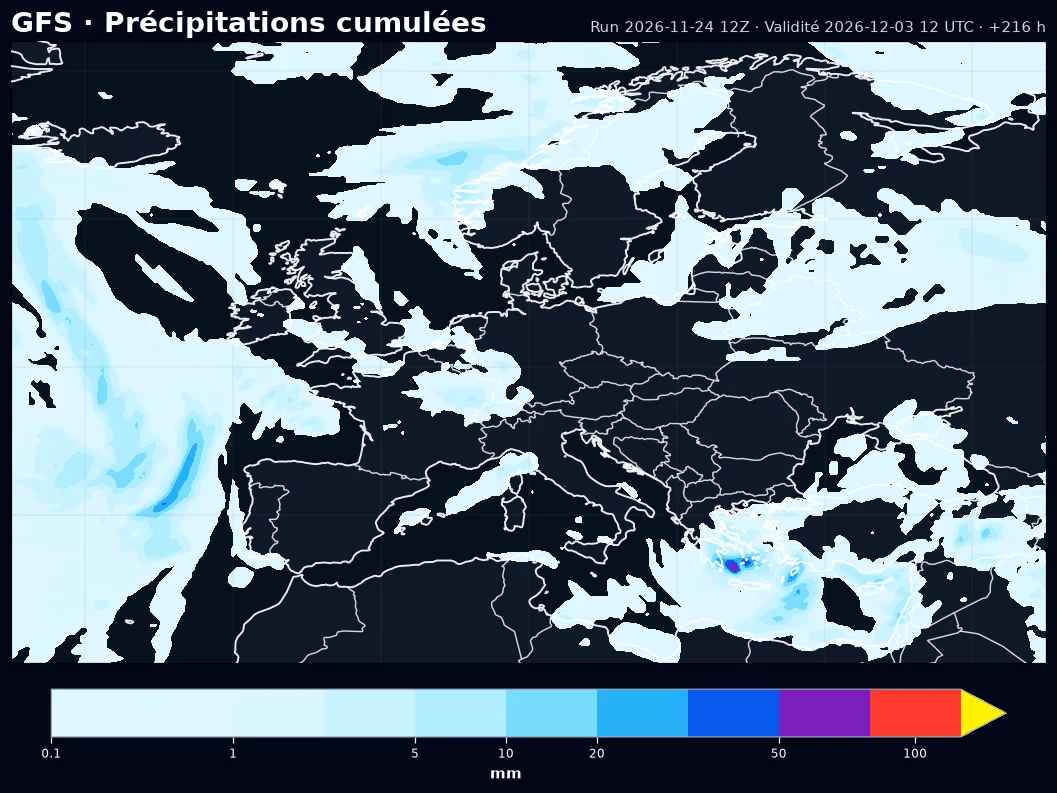 GFS · Précipitations cumulées
Run 2026-11-24 12Z · Validité 2026-12-03 12 UTC · +216 h
0.1 1 5 10 20 50 100
mm